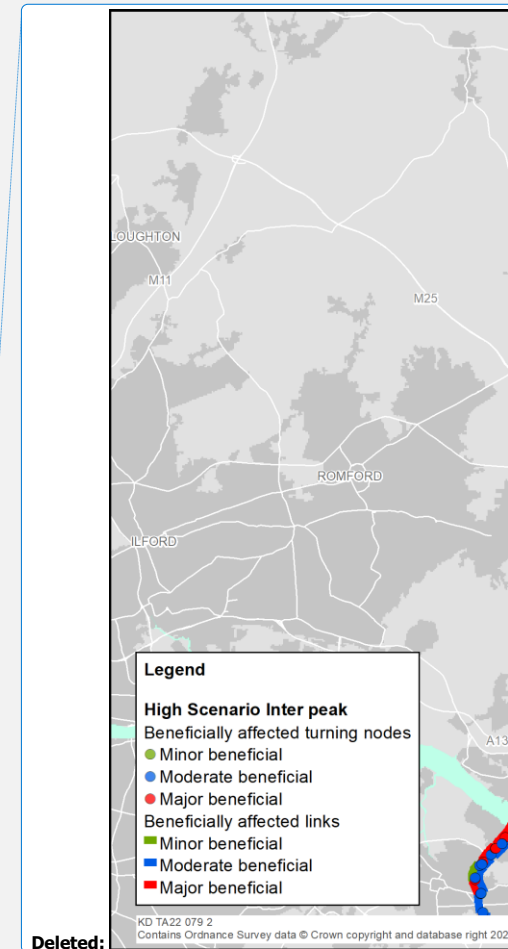 LOUGHTON
M11
M25
ROMFORD
ILFORD
Legend
High Scenario Inter peak
Beneficially affected turning nodes
Minor beneficial
Moderate beneficial
Major beneficial
A13
Beneficially affected links
Minor beneficial
Moderate beneficial
Major beneficial
KD TA22 079 2
Contains Ordnance Survey data © Crown copyright and database right 202
Deleted: